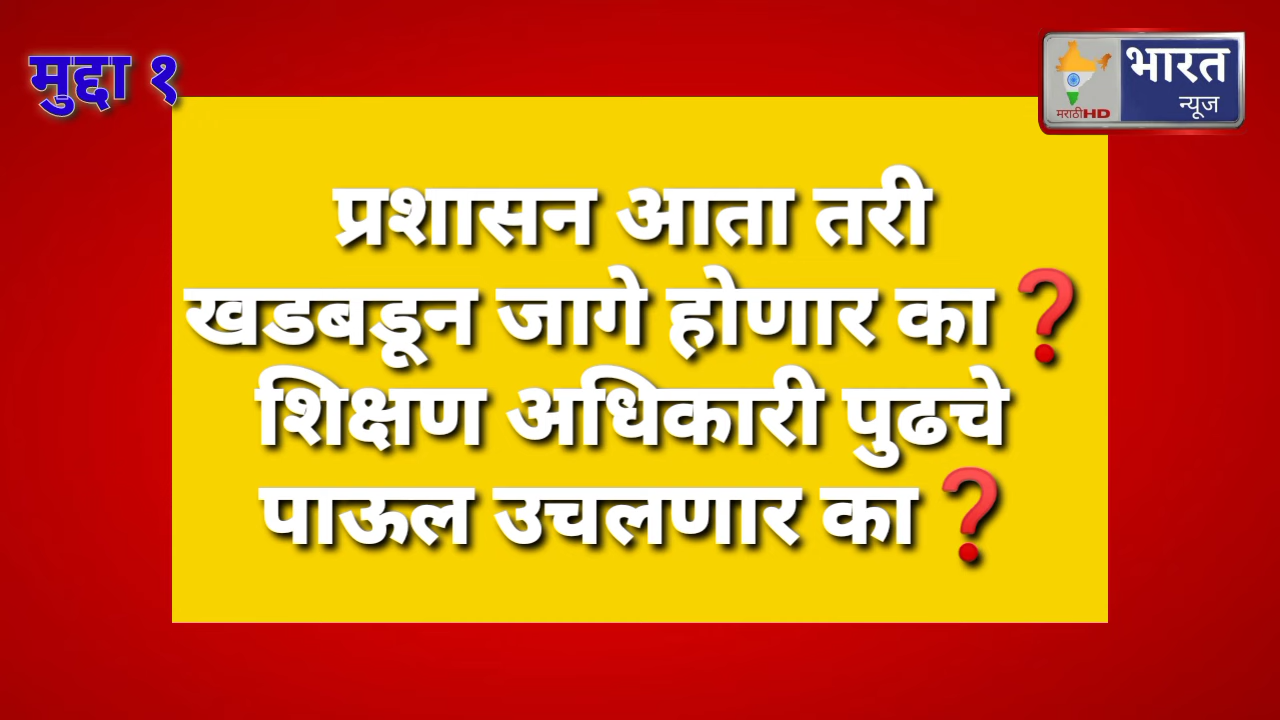 मुद्दा १
भारत
न्यूज
मराठीHD
प्रशासन आता तरी
खडबडून जागे होणार का❓
शिक्षण अधिकारी पुढचे
पाऊल उचलणार का❓